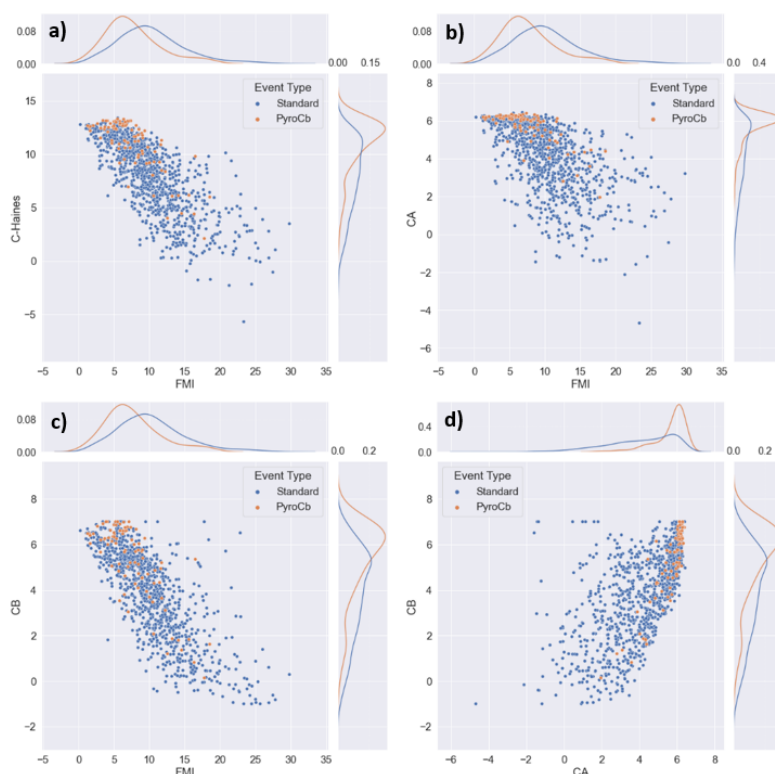 a)
0.08
0.00
0.00 0.15
Event Type
Standard
PyroCb
15
10
5
0
−5
C-Haines
−5 0 5 10 15 20 25 30 35
FMI
b)
0.08
0.00
0.0 0.4
Event Type
Standard
PyroCb
8
6
4
2
0
−2
−4
−6
CA
−5 0 5 10 15 20 25 30 35
FMI
c)
0.08
0.00
0.0 0.2
Event Type
Standard
PyroCb
8
6
4
2
0
−2
CB
−5 0 5 10 15 20 25 30 35
FMI
d)
0.4
0.0
0.0 0.2
Event Type
Standard
PyroCb
8
6
4
2
0
−2
CB
−6 −4 −2 0 2 4 6 8
CA